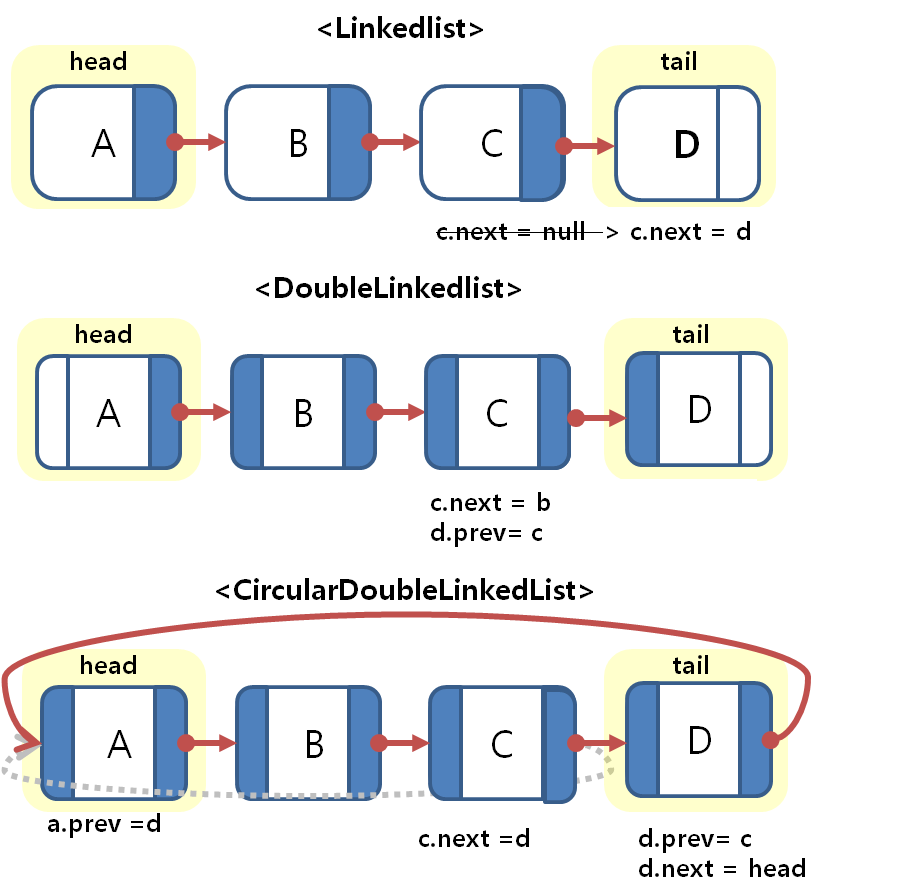 <Linkedlist>
head
tail
A
B
C
D
c.next = null -> c.next = d
<DoubleLinkedlist>
head
tail
A
B
C
D
c.next = b
d.prev= c
<CircularDoubleLinkedList>
head
tail
A
B
C
D
a.prev =d
c.next =d
d.prev= c
d.next = head